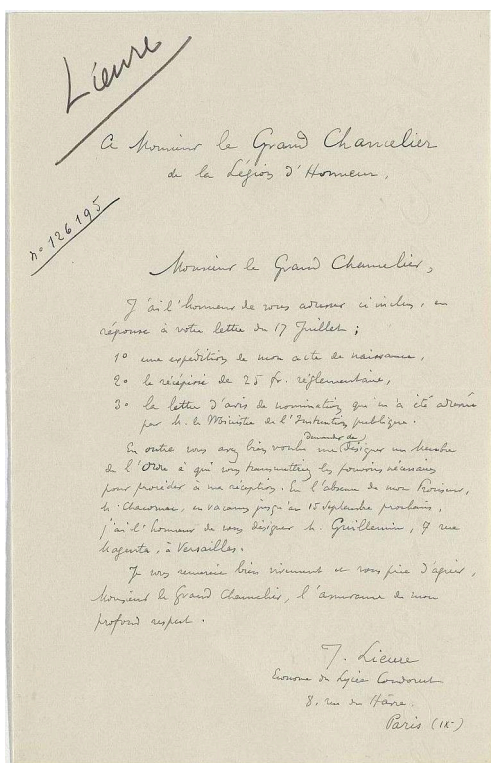 Lieure
A Monsieur le Grand Chancelier
de la Légion d'Honneur,
n° 126195
Monsieur le Grand Chancelier,
J'ai l'honneur de vous adresser ci inclus, en
réponse à votre lettre du 17 Juillet ;
1° une expédition de mon acte de naissance,
2° le récépissé de 25 fr. réglementaire,
3° la lettre d'avis de nomination qui m'a été adressée
par M. le Ministre de l'Instruction publique.
En outre vous avez bien voulu me demander de désigner un Membre
de l'Ordre à qui vous transmettrez les pouvoirs nécessaires
pour procéder à ma réception. En l'absence de mon Proviseur,
M. Chacornac, en vacances jusqu'au 15 Septembre prochain,
j'ai l'honneur de vous désigner M. Guillemin, 9 rue
Magenta, à Versailles.
Je vous remercie bien vivement et vous prie d'agréer,
Monsieur le Grand Chancelier, l'assurance de mon
profond respect.
J. Lieure
Econome du Lycée Condorcet
8, rue du Hâvre.
Paris (IXe)